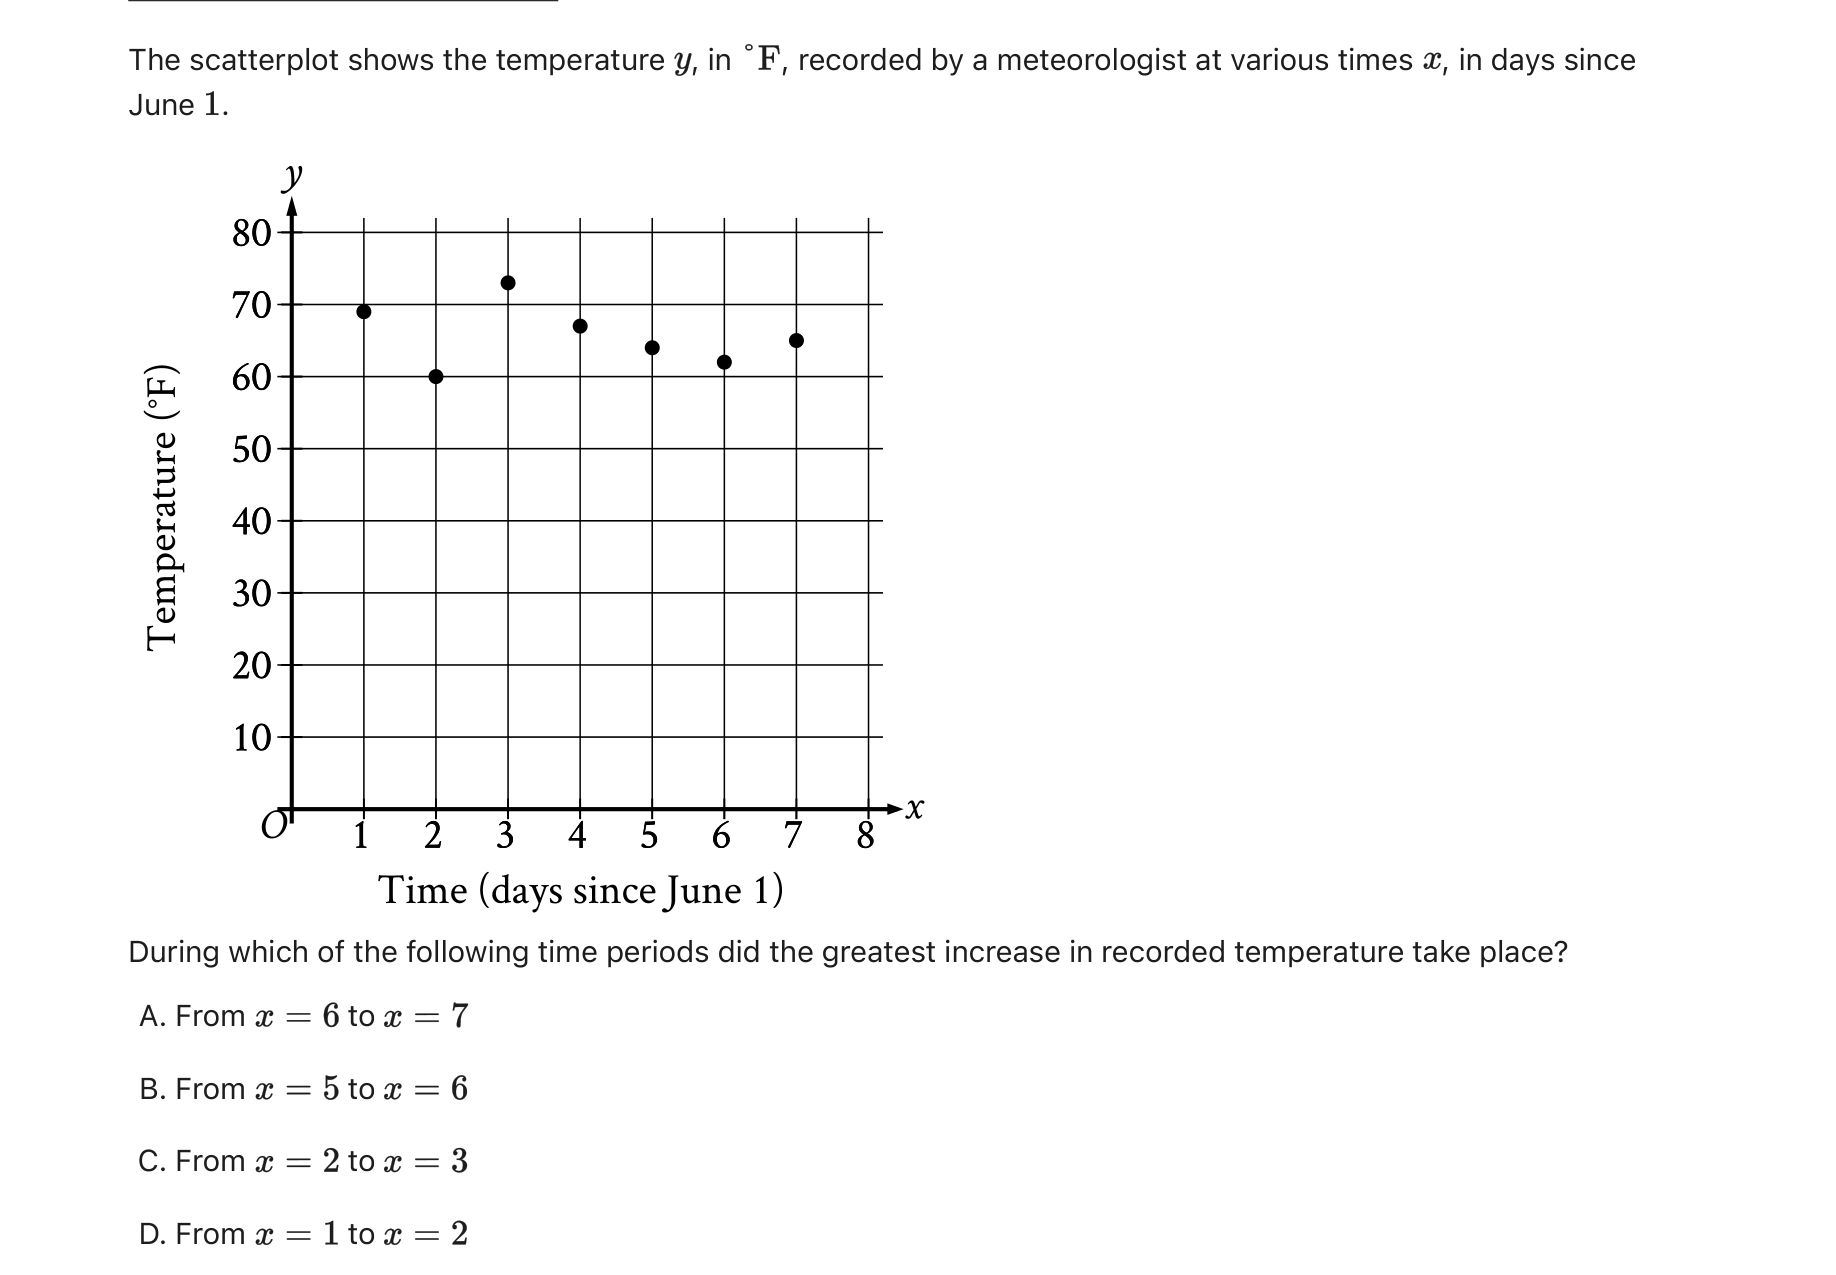 The scatterplot shows the temperature y, in °F, recorded by a meteorologist at various times x, in days since
June 1.
y
80
70
60
50
40
30
20
10
Temperature (°F)
O
1 2 3 4 5 6 7 8
x
Time (days since June 1)
During which of the following time periods did the greatest increase in recorded temperature take place?
A. From x = 6 to x = 7
B. From x = 5 to x = 6
C. From x = 2 to x = 3
D. From x = 1 to x = 2